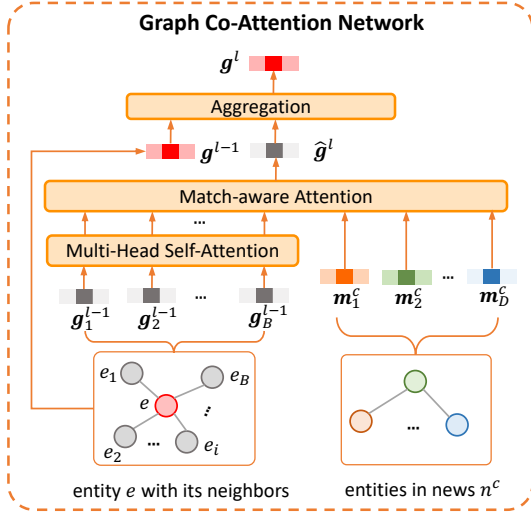 Graph Co-Attention Network
g^l
Aggregation
g^{l-1} ĝ^l
Match-aware Attention
...
Multi-Head Self-Attention
g_1^{l-1} g_2^{l-1} ... g_B^{l-1} m_1^c m_2^c ... m_D^c
e_1 e_B
e ...
e_2 ... e_i ...
entity e with its neighbors entities in news n^c